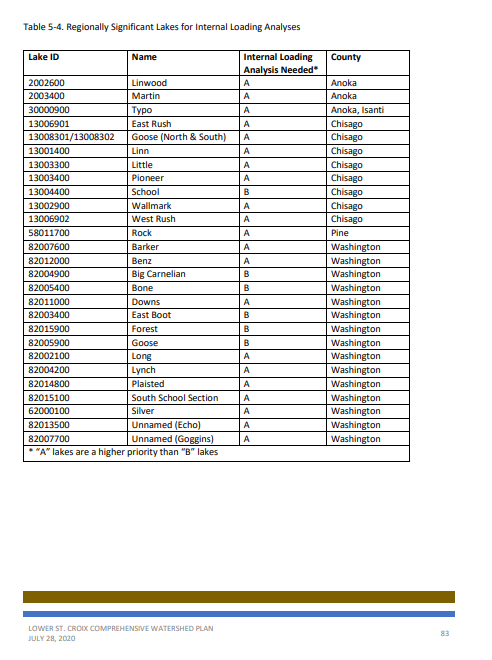 Table 5-4. Regionally Significant Lakes for Internal Loading Analyses
Lake ID Name Internal Loading Analysis Needed* County
2002600 Linwood A Anoka
2003400 Martin A Anoka
30000900 Typo A Anoka, Isanti
13006901 East Rush A Chisago
13008301/13008302 Goose (North & South) A Chisago
13001400 Linn A Chisago
13003300 Little A Chisago
13003400 Pioneer A Chisago
13004400 School B Chisago
13002900 Wallmark A Chisago
13006902 West Rush A Chisago
58011700 Rock A Pine
82007600 Barker A Washington
82012000 Benz A Washington
82004900 Big Carnelian B Washington
82005400 Bone B Washington
82011000 Downs A Washington
82003400 East Boot B Washington
82015900 Forest B Washington
82005900 Goose B Washington
82002100 Long A Washington
82004200 Lynch A Washington
82014800 Plaisted A Washington
82015100 South School Section A Washington
62000100 Silver A Washington
82013500 Unnamed (Echo) A Washington
82007700 Unnamed (Goggins) A Washington
* "A" lakes are a higher priority than "B" lakes
LOWER ST. CROIX COMPREHENSIVE WATERSHED PLAN
JULY 28, 2020
83